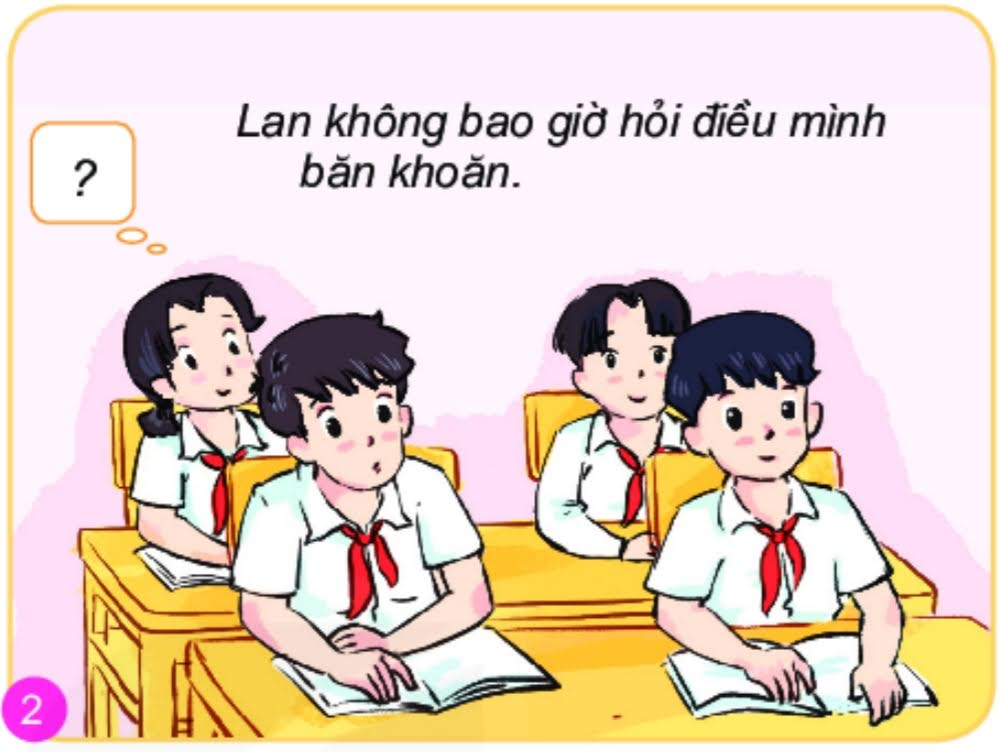 Lan không bao giờ hỏi điều mình
băn khoăn.
?
2